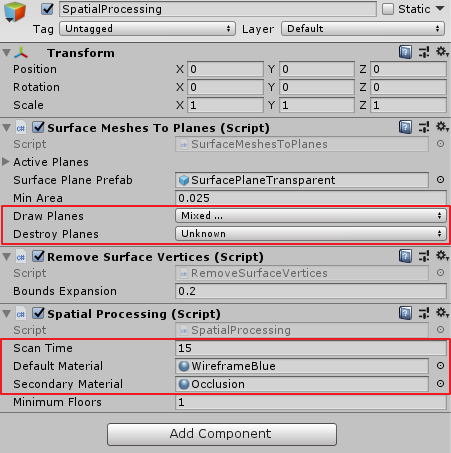 SpatialProcessing Static
Tag Untagged Layer Default
Transform
Position X 0 Y 0 Z 0
Rotation X 0 Y 0 Z 0
Scale X 1 Y 1 Z 1
Surface Meshes To Planes (Script)
Script SurfaceMeshesToPlanes
Active Planes
Surface Plane Prefab SurfacePlaneTransparent
Min Area 0.025
Draw Planes Mixed ...
Destroy Planes Unknown
Remove Surface Vertices (Script)
Script RemoveSurfaceVertices
Bounds Expansion 0.2
Spatial Processing (Script)
Script SpatialProcessing
Scan Time 15
Default Material WireframeBlue
Secondary Material Occlusion
Minimum Floors 1
Add Component